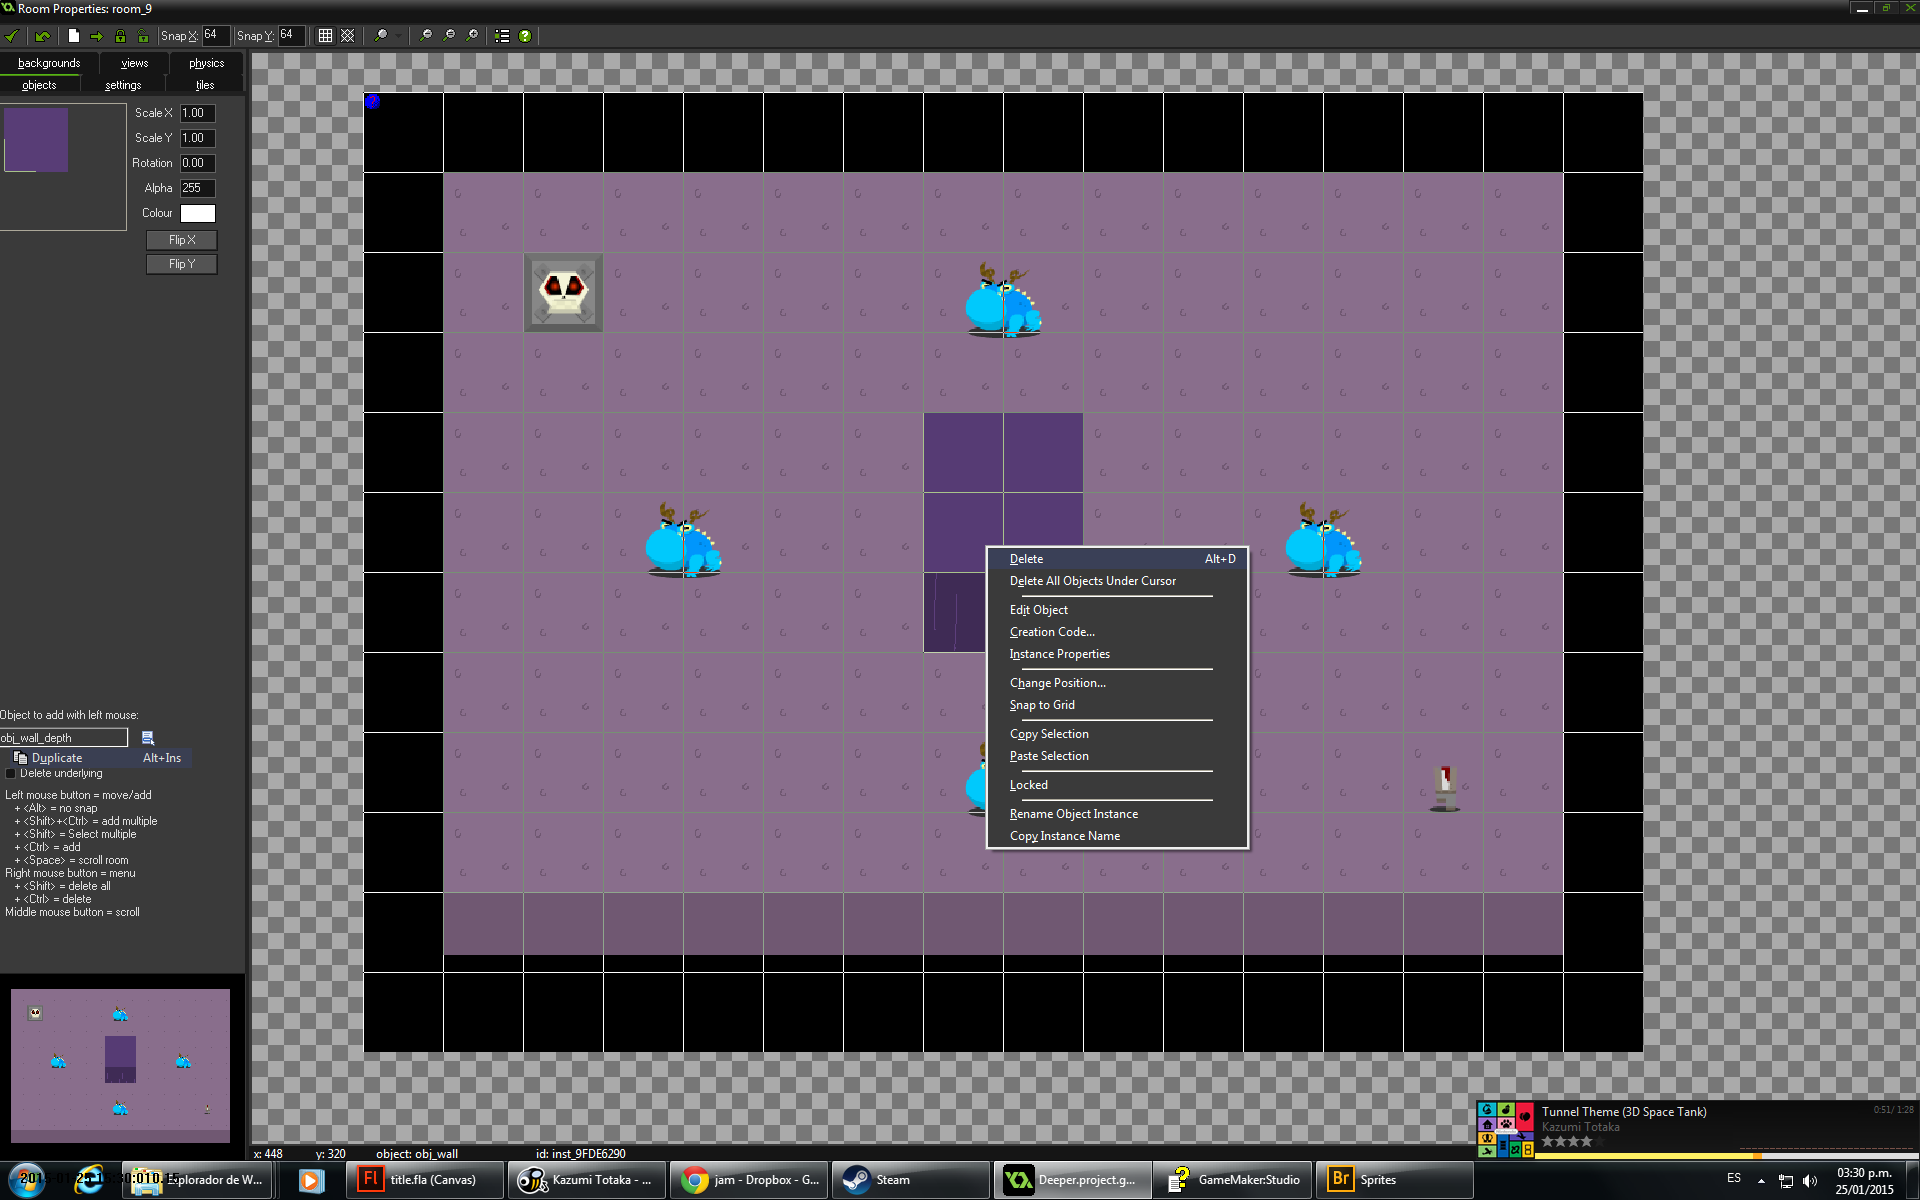 Room Properties: room_9
Snap X: 64 Snap Y: 64
backgrounds views physics
objects settings tiles
Scale X 1.00
Scale Y 1.00
Rotation 0.00
Alpha 255
Colour
Flip X
Flip Y
Object to add with left mouse:
obj_wall_depth
Duplicate Alt+Ins
Delete underlying
Left mouse button = move/add
+ <Alt> = no snap
+ <Shift>+<Ctrl> = add multiple
+ <Shift> = Select multiple
+ <Ctrl> = add
+ <Space> = scroll room
Right mouse button = menu
+ <Shift> = delete all
+ <Ctrl> = delete
Middle mouse button = scroll
?
Delete Alt+D
Delete All Objects Under Cursor
Edit Object
Creation Code...
Instance Properties
Change Position...
Snap to Grid
Copy Selection
Paste Selection
Locked
Rename Object Instance
Copy Instance Name
Tunnel Theme (3D Space Tank) 0:51/ 1:28
Kazumi Totaka
x: 448 y: 320 object: obj_wall id: inst_9FDE6290
Explorador de W...
Fl title.fla (Canvas)
Kazumi Totaka - ...
jam - Dropbox - G...
Steam
Deeper.project.g...
GameMaker:Studio
Br Sprites
ES
03:30 p.m.
25/01/2015